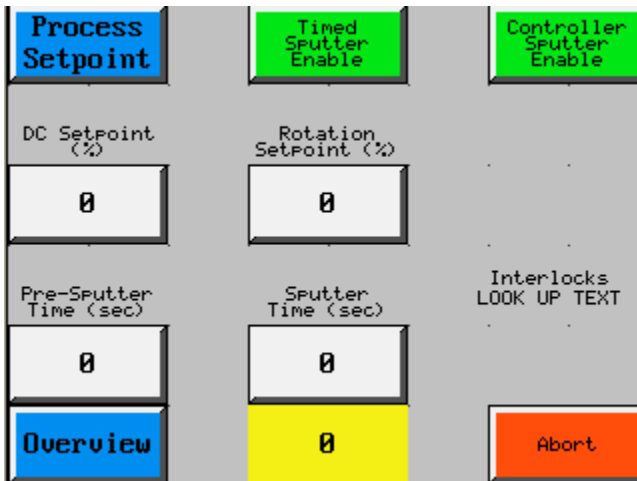 Process
Setpoint
Timed
Sputter
Enable
Controller
Sputter
Enable
DC Setpoint
(%)
Rotation
Setpoint (%)
0
0
Pre-Sputter
Time (sec)
Sputter
Time (sec)
Interlocks
LOOK UP TEXT
0
0
Overview
0
Abort